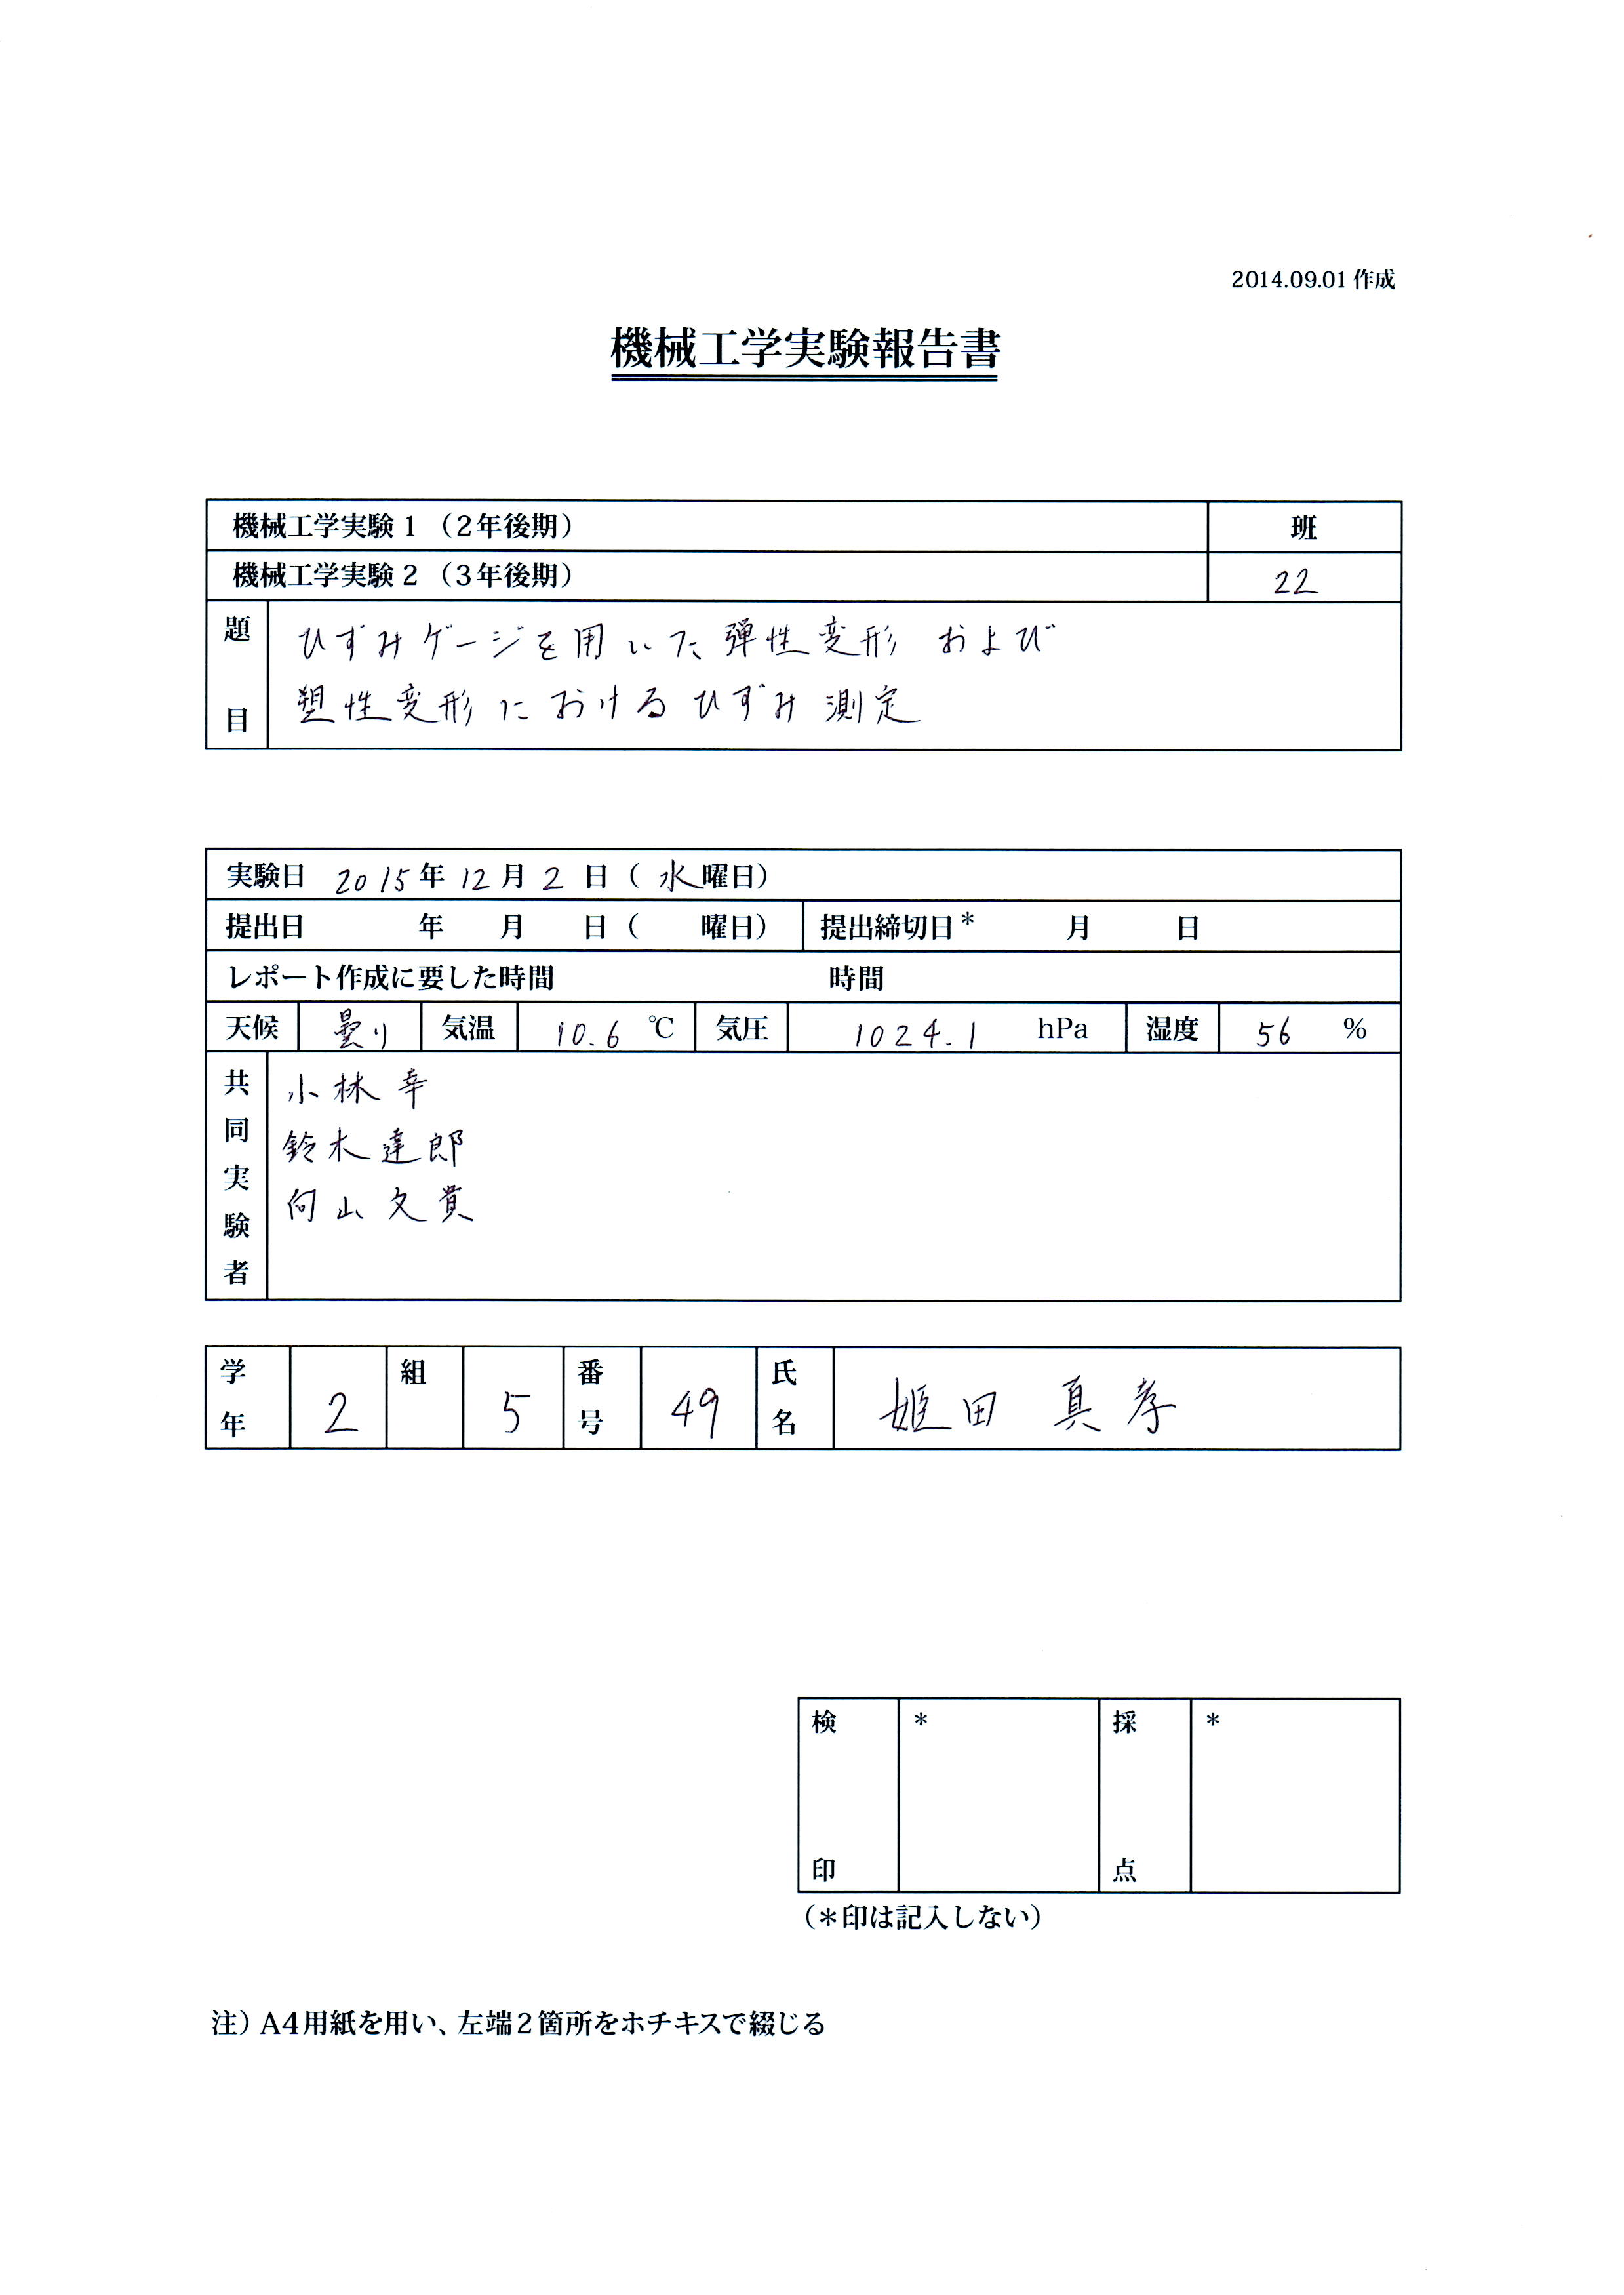 2014.09.01 作成
機械工学実験報告書
機械工学実験 1 （2年後期） 班
機械工学実験 2 （3年後期） 22
題目 ひずみゲージを用いた弾性変形 および
塑性変形における ひずみ 測定
実験日 2015 年 12 月 2 日（ 水 曜日）
提出日 年 月 日（ 曜日） 提出締切日* 月 日
レポート作成に要した時間 時間
天候 曇り 気温 10.6 ℃ 気圧 1024.1 hPa 湿度 56 %
共同実験者 小林 幸
鈴木 達郎
向山 文貴
学年 2 組 5 番号 49 氏名 姫田 真孝
検印 * 採点 *
（＊印は記入しない）
注）A4用紙を用い、左端2箇所をホチキスで綴じる